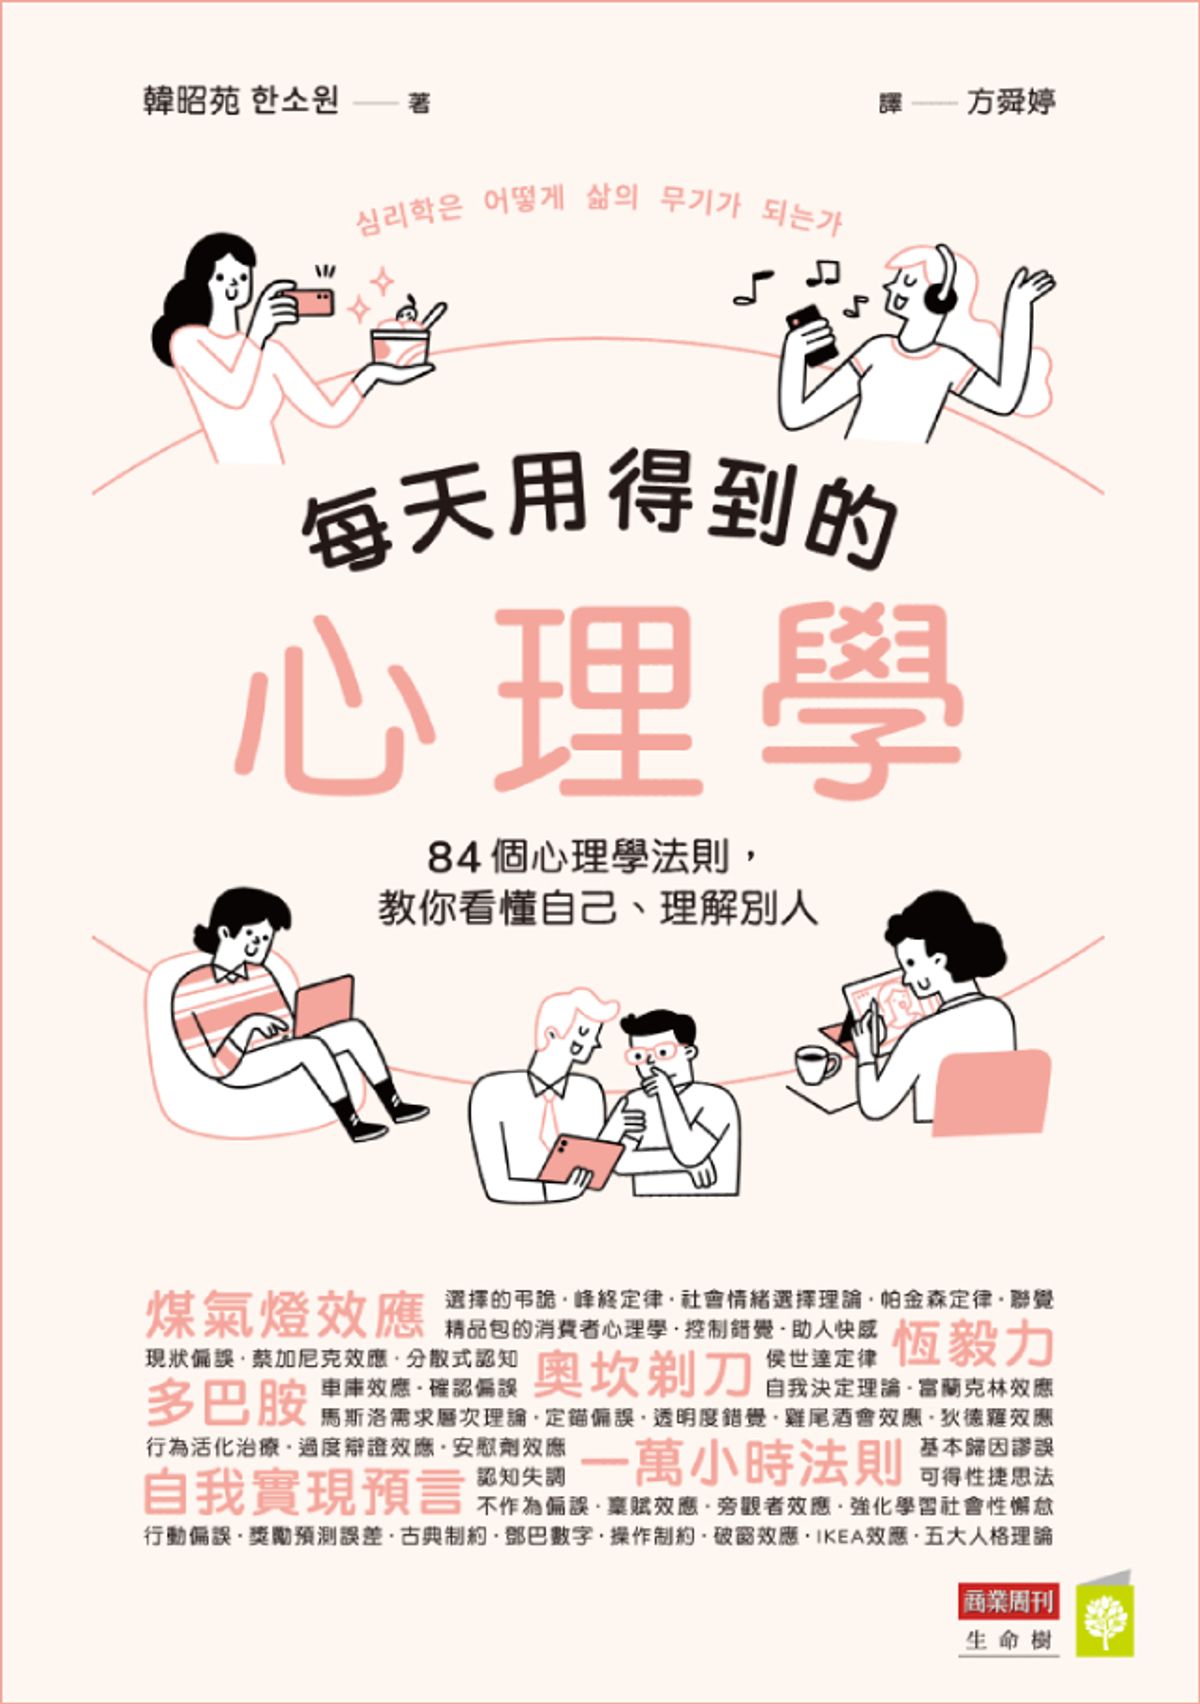 韓昭苑 한소원 —— 著
譯 —— 方舜婷
심리학은 어떻게 삶의 무기가 되는가
每天用得到的
心理學
84個心理學法則，
教你看懂自己、理解別人
煤氣燈效應
選擇的弔詭·峰終定律·社會情緒選擇理論·帕金森定律·聯覺
精品包的消費者心理學·控制錯覺·助人快感
恆毅力
現狀偏誤·蔡加尼克效應·分散式認知
奧坎剃刀
侯世達定律
多巴胺
車庫效應·確認偏誤
自我決定理論·富蘭克林效應
馬斯洛需求層次理論·定錨偏誤·透明度錯覺·雞尾酒會效應·狄德羅效應
行為活化治療·過度辯證效應·安慰劑效應
一萬小時法則
基本歸因謬誤
自我實現預言
認知失調
可得性捷思法
不作為偏誤·稟賦效應·旁觀者效應·強化學習社會性懈怠
行動偏誤·獎勵預測誤差·古典制約·鄧巴數字·操作制約·破窗效應·IKEA效應·五大人格理論
商業周刊
生命樹